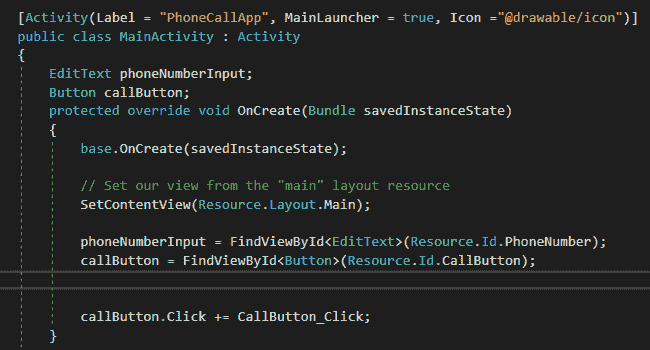 [Activity(Label = "PhoneCallApp", MainLauncher = true, Icon ="@drawable/icon")]
public class MainActivity : Activity
{
EditText phoneNumberInput;
Button callButton;
protected override void OnCreate(Bundle savedInstanceState)
{
base.OnCreate(savedInstanceState);
// Set our view from the "main" layout resource
SetContentView(Resource.Layout.Main);
phoneNumberInput = FindViewById<EditText>(Resource.Id.PhoneNumber);
callButton = FindViewById<Button>(Resource.Id.CallButton);
callButton.Click += CallButton_Click;
}